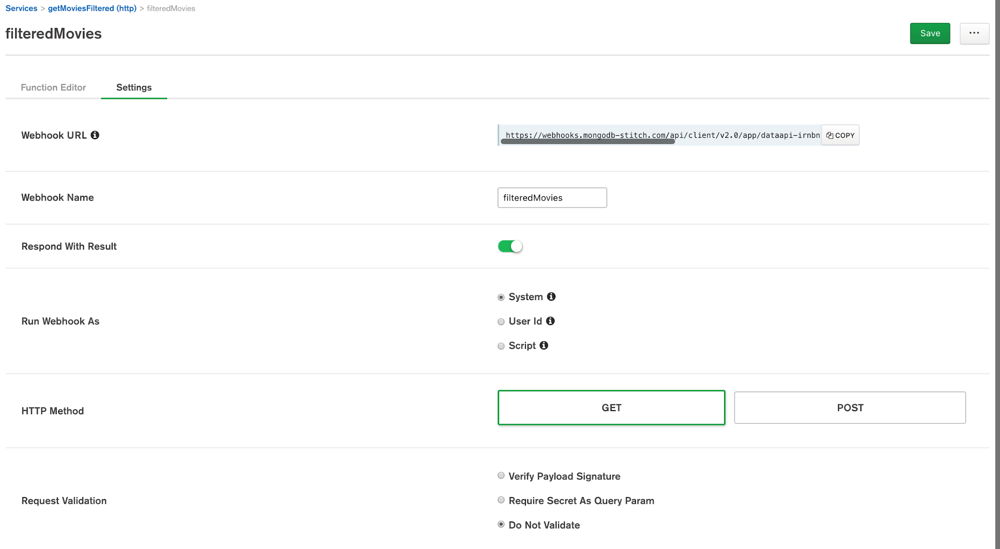 Services > getMoviesFiltered (http) > filteredMovies
filteredMovies
Save
...
Function Editor
Settings
Webhook URL
https://webhooks.mongodb-stitch.com/api/client/v2.0/app/dataapi-irnbn
COPY
Webhook Name
filteredMovies
Respond With Result
Run Webhook As
System
User Id
Script
HTTP Method
GET
POST
Request Validation
Verify Payload Signature
Require Secret As Query Param
Do Not Validate